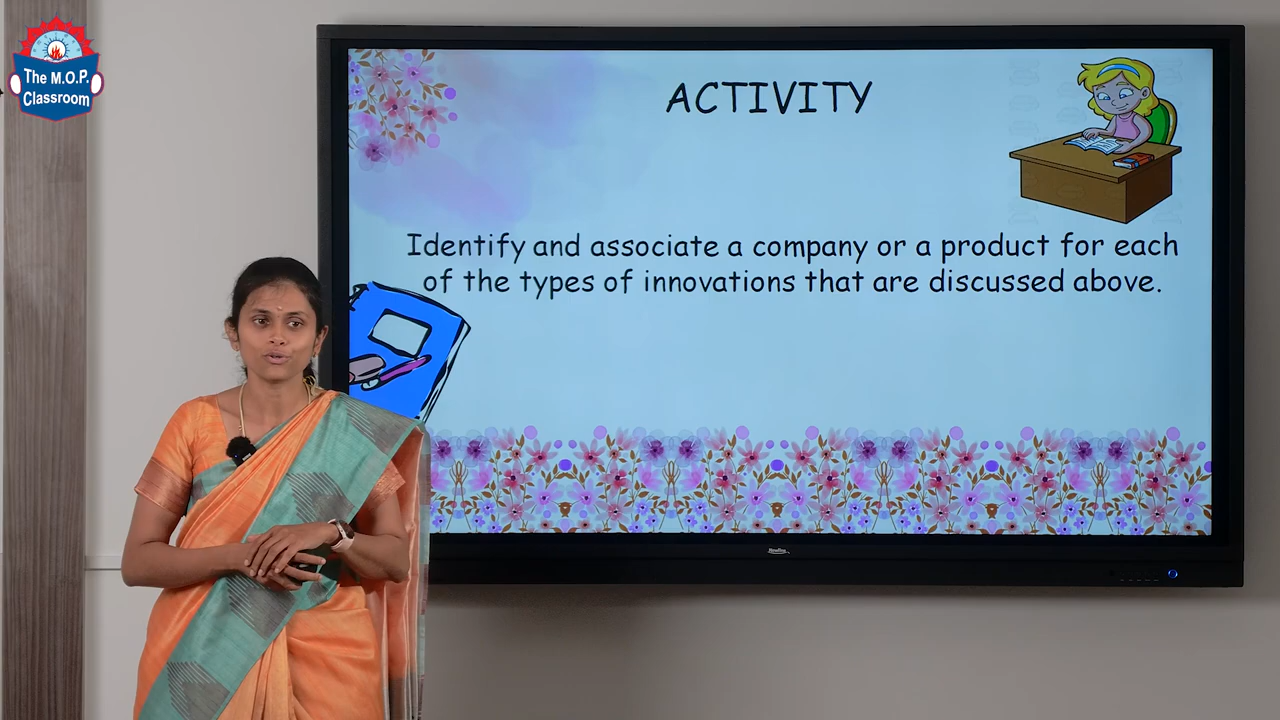 The M.O.P.
Classroom
ACTIVITY
Identify and associate a company or a product for each
of the types of innovations that are discussed above.